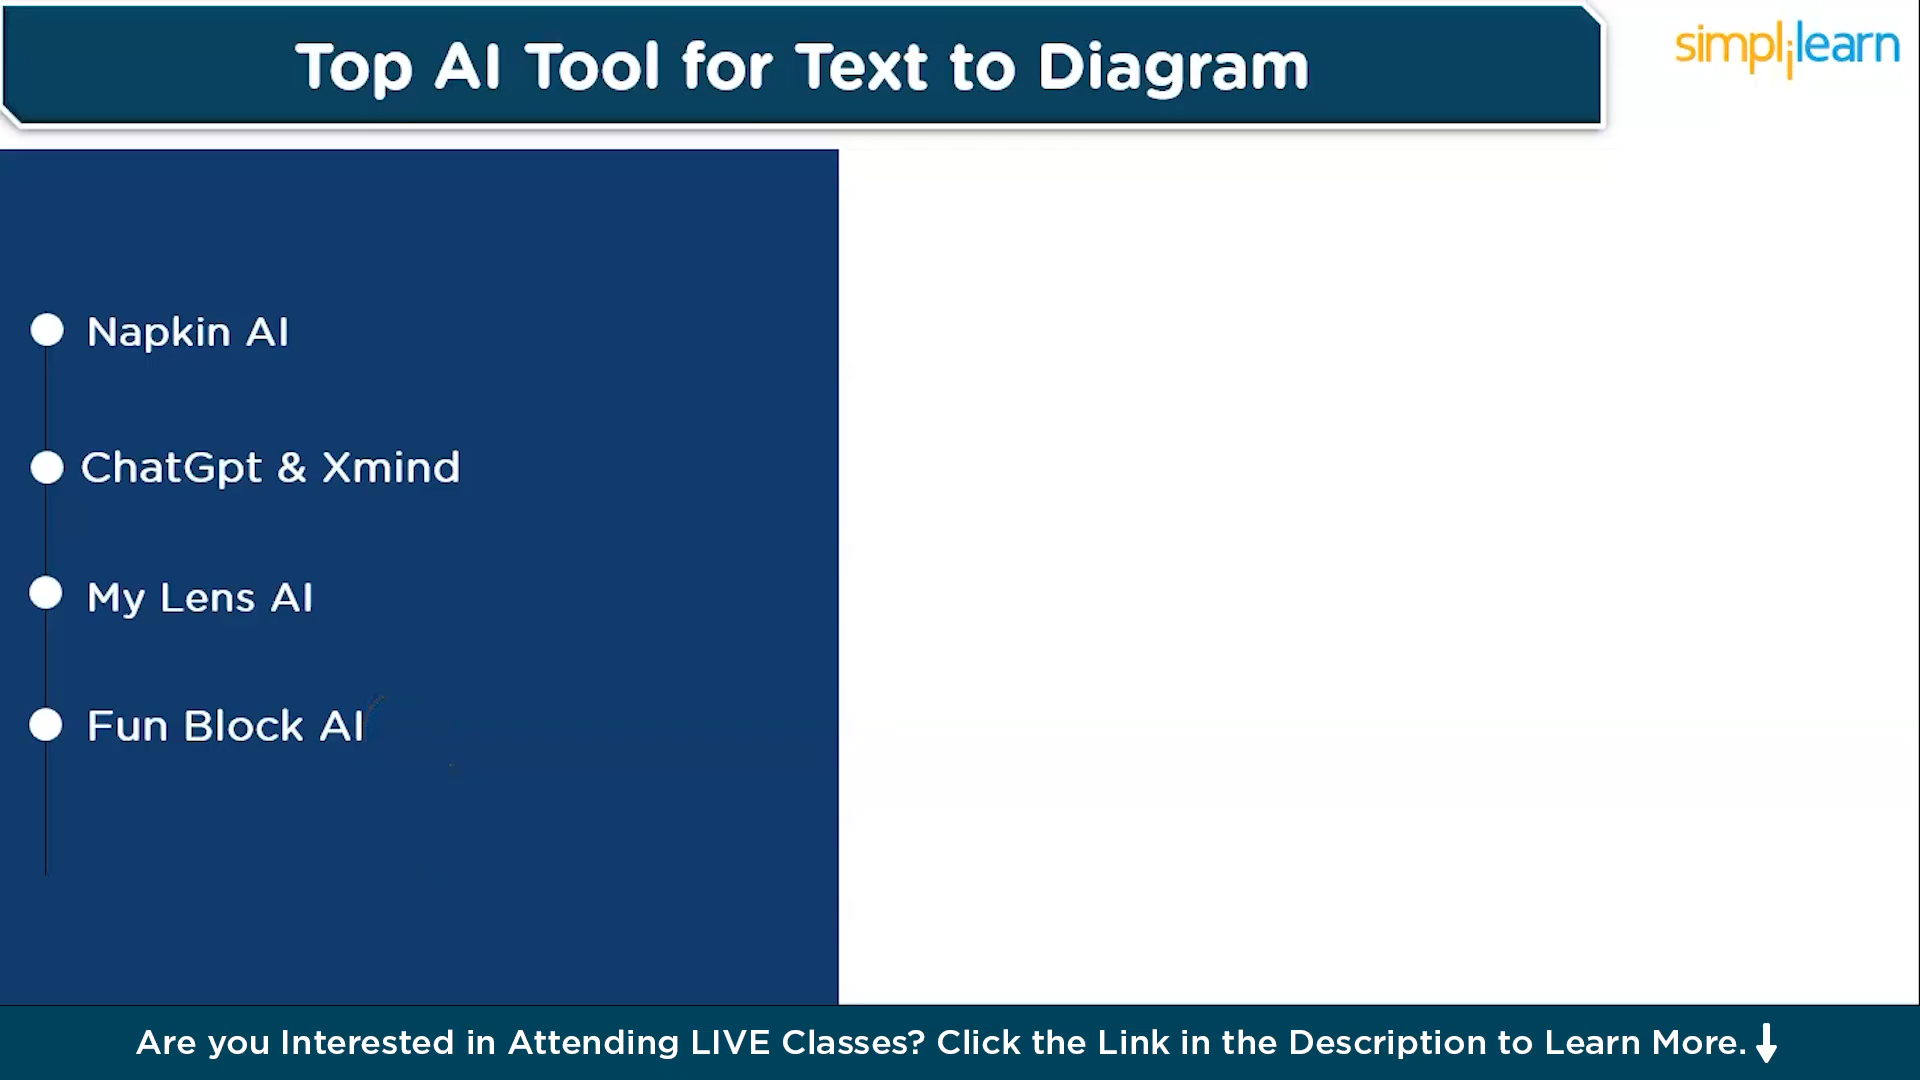 Top AI Tool for Text to Diagram
simplilearn
Napkin AI
ChatGpt & Xmind
My Lens AI
Fun Block AI
Are you Interested in Attending LIVE Classes? Click the Link in the Description to Learn More.